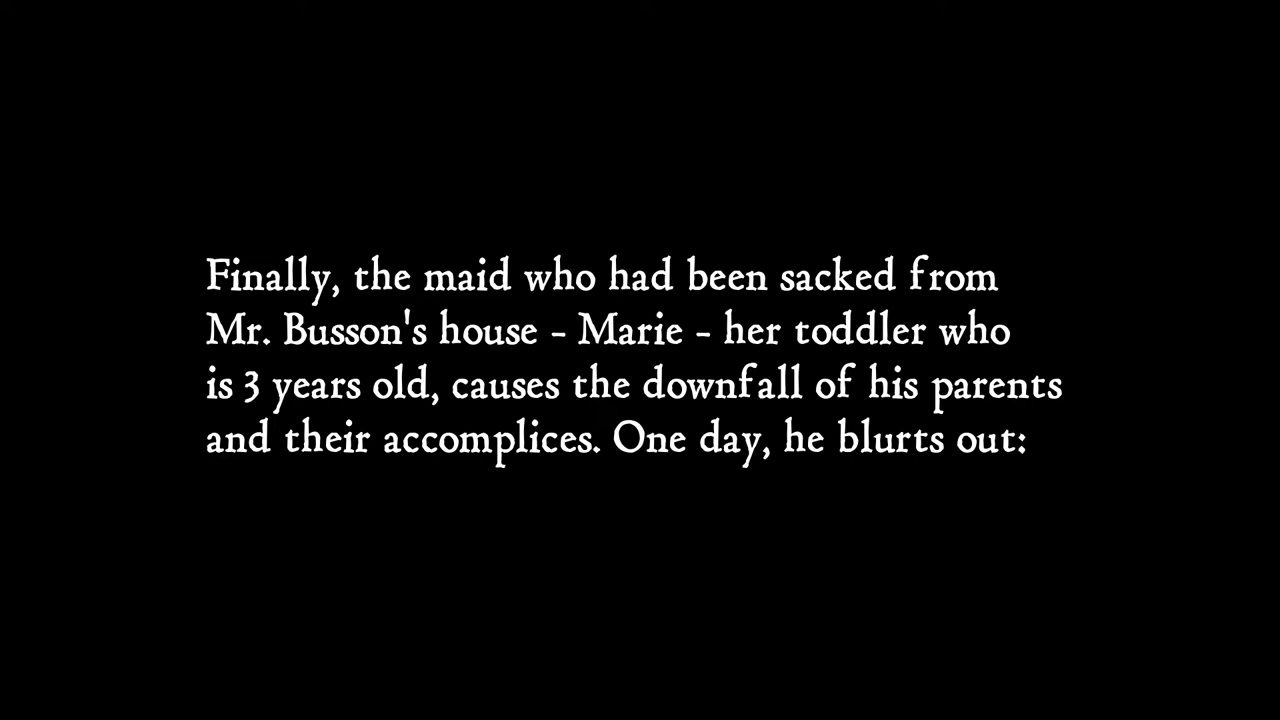 Finally, the maid who had been sacked from
Mr. Busson's house - Marie - her toddler who
is 3 years old, causes the downfall of his parents
and their accomplices. One day, he blurts out: